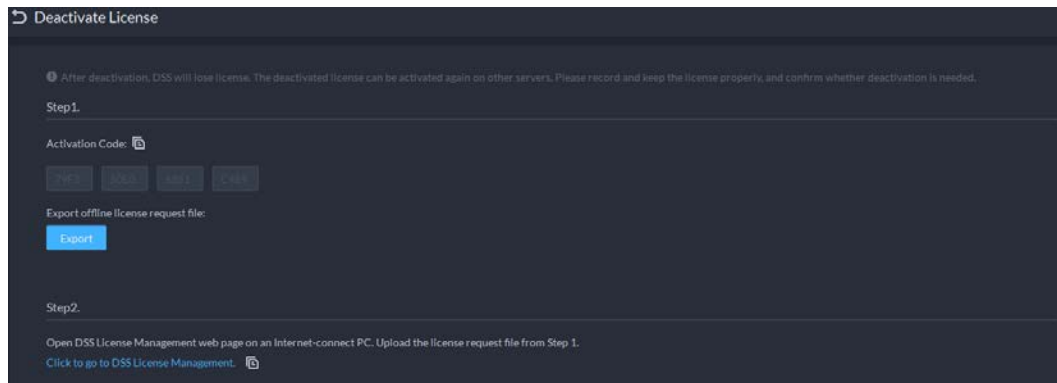 Deactivate License
After deactivation, DSS will lose license. The deactivated license can be activated again on other servers. Please record and keep the license properly, and confirm whether deactivation is needed.
Step1.
Activation Code:
Export offline license request file:
Export
Step2.
Open DSS License Management web page on an Internet-connect PC. Upload the license request file from Step 1.
Click to go to DSS License Management.